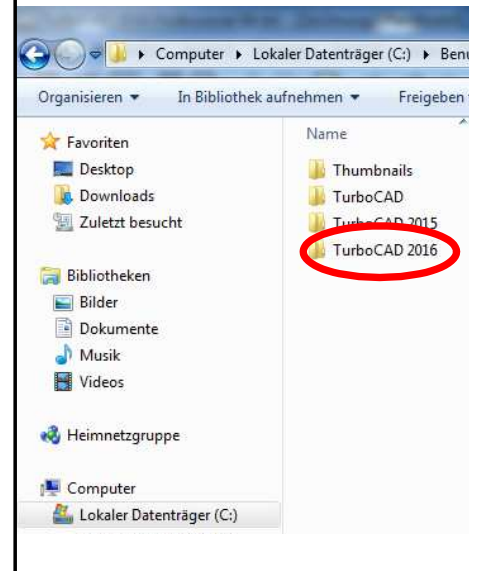 Computer ▸ Lokaler Datenträger (C:) ▸
Organisieren In Bibliothek aufnehmen Freigeben
Favoriten
Desktop
Downloads
Zuletzt besucht
Bibliotheken
Bilder
Dokumente
Musik
Videos
Heimnetzgruppe
Computer
Lokaler Datenträger (C:)
Name
Thumbnails
TurboCAD
TurboCAD 2015
TurboCAD 2016